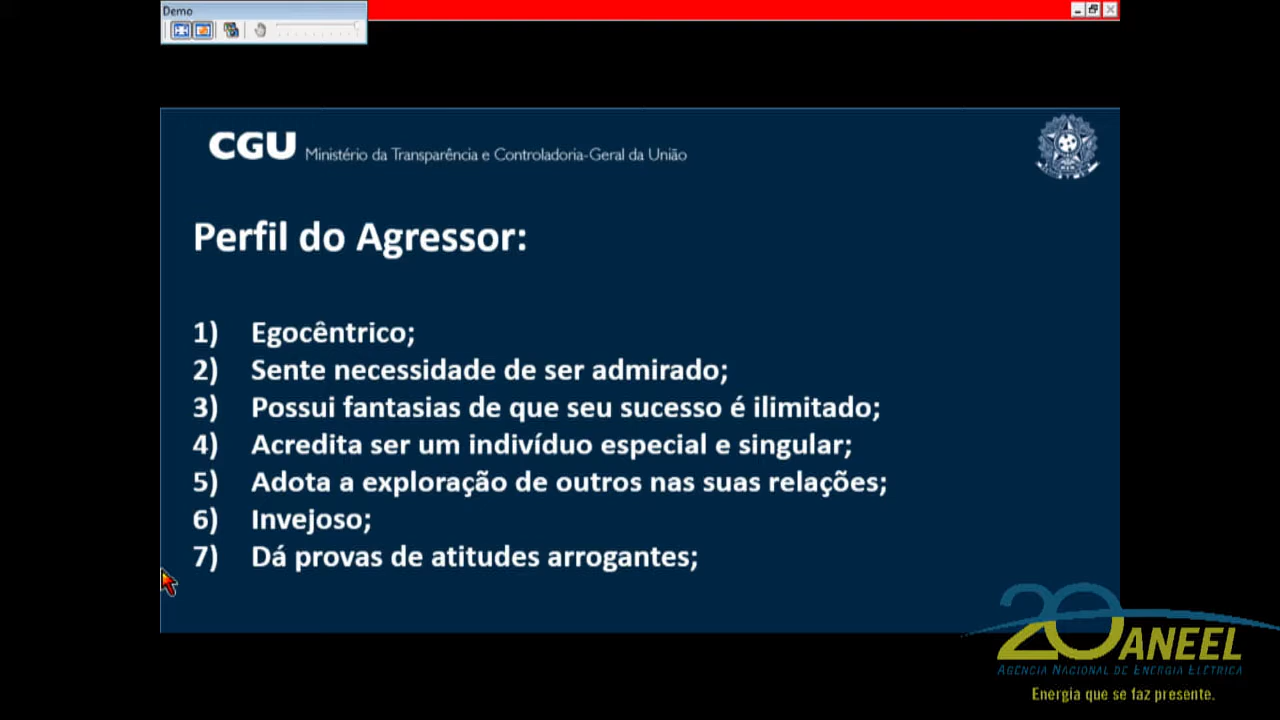 Demo
CGU Ministério da Transparência e Controladoria-Geral da União
Perfil do Agressor:
1) Egocêntrico;
2) Sente necessidade de ser admirado;
3) Possui fantasias de que seu sucesso é ilimitado;
4) Acredita ser um indivíduo especial e singular;
5) Adota a exploração de outros nas suas relações;
6) Invejoso;
7) Dá provas de atitudes arrogantes;
20 ANEEL
AGÊNCIA NACIONAL DE ENERGIA ELÉTRICA
Energia que se faz presente.